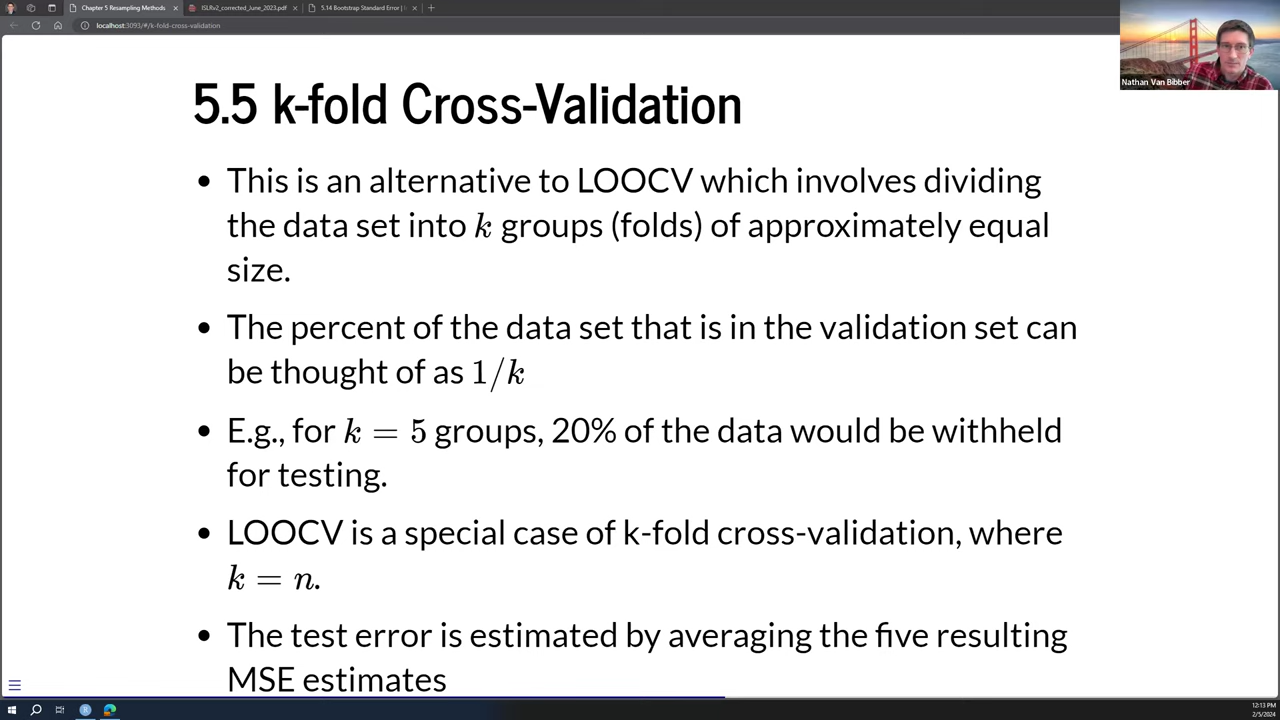 Chapter 5 Resampling Methods
ISLRv2_corrected_June_2023.pdf
5.14 Bootstrap Standard Error | I
localhost:3093/#/k-fold-cross-validation
Nathan Van Bibber
5.5 k-fold Cross-Validation
• This is an alternative to LOOCV which involves dividing
the data set into k groups (folds) of approximately equal
size.
• The percent of the data set that is in the validation set can
be thought of as 1/k
• E.g., for k = 5 groups, 20% of the data would be withheld
for testing.
• LOOCV is a special case of k-fold cross-validation, where
k = n.
• The test error is estimated by averaging the five resulting
MSE estimates
12:13 PM
2/5/2024